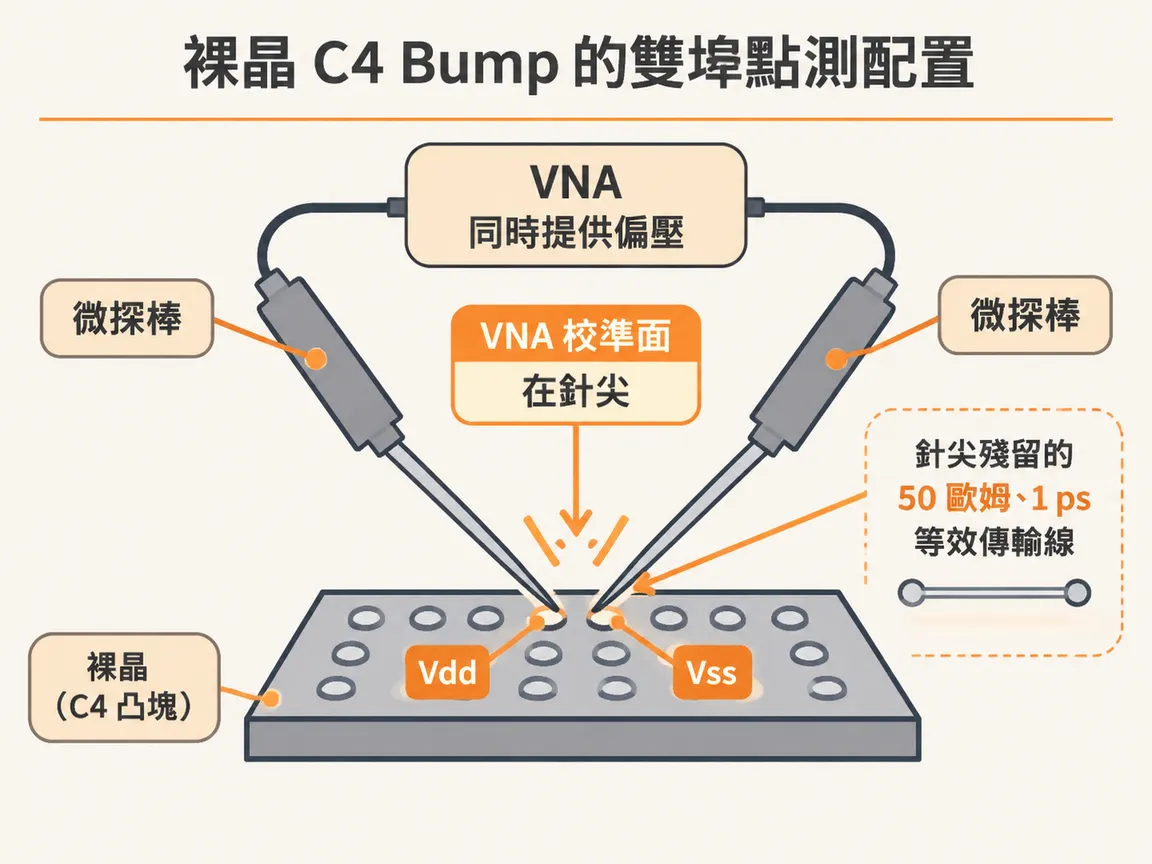 裸晶 C4 Bump 的雙埠點測配置
VNA
同時提供偏壓
微探棒
微探棒
VNA 校準面
在針尖
針尖殘留的
50 歐姆、1 ps
等效傳輸線
Vdd
Vss
裸晶
（C4 凸塊）